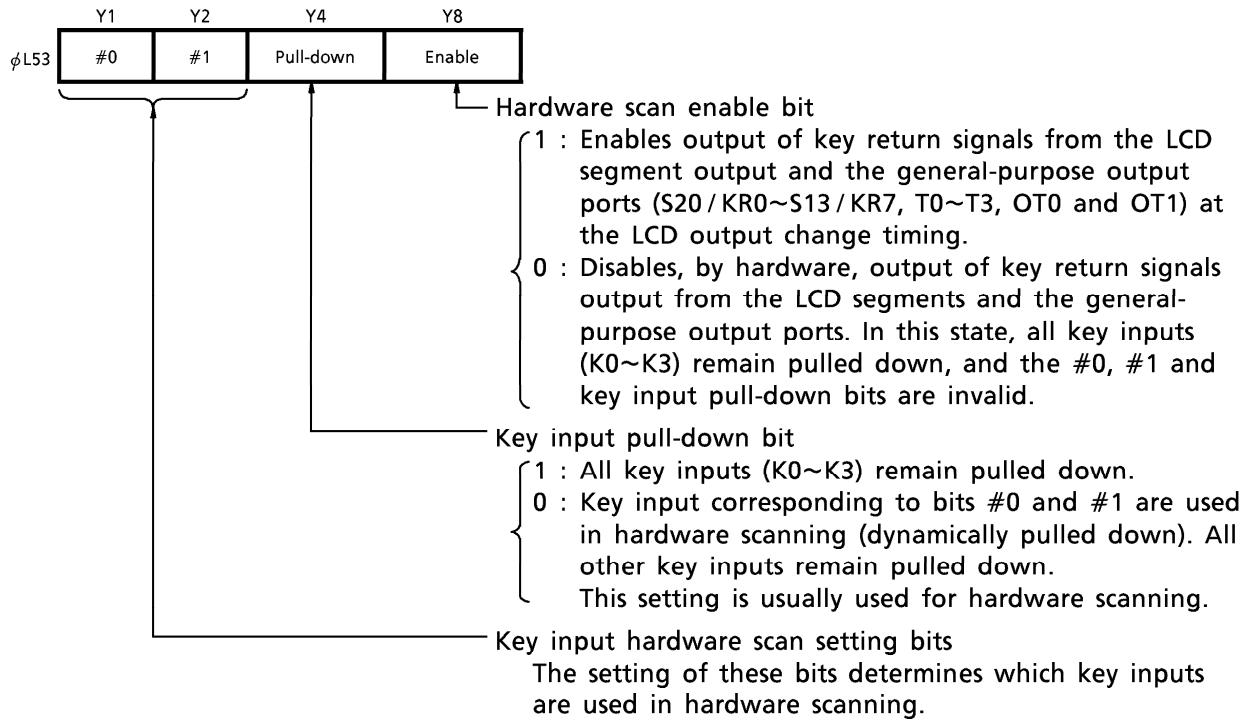 Y1 Y2 Y4 Y8
ϕL53 #0 #1 Pull-down Enable
Hardware scan enable bit
1 : Enables output of key return signals from the LCD
segment output and the general-purpose output
ports (S20 / KR0~S13 / KR7, T0~T3, OT0 and OT1) at
the LCD output change timing.
0 : Disables, by hardware, output of key return signals
output from the LCD segments and the general-
purpose output ports. In this state, all key inputs
(K0~K3) remain pulled down, and the #0, #1 and
key input pull-down bits are invalid.
Key input pull-down bit
1 : All key inputs (K0~K3) remain pulled down.
0 : Key input corresponding to bits #0 and #1 are used
in hardware scanning (dynamically pulled down). All
other key inputs remain pulled down.
This setting is usually used for hardware scanning.
Key input hardware scan setting bits
The setting of these bits determines which key inputs
are used in hardware scanning.